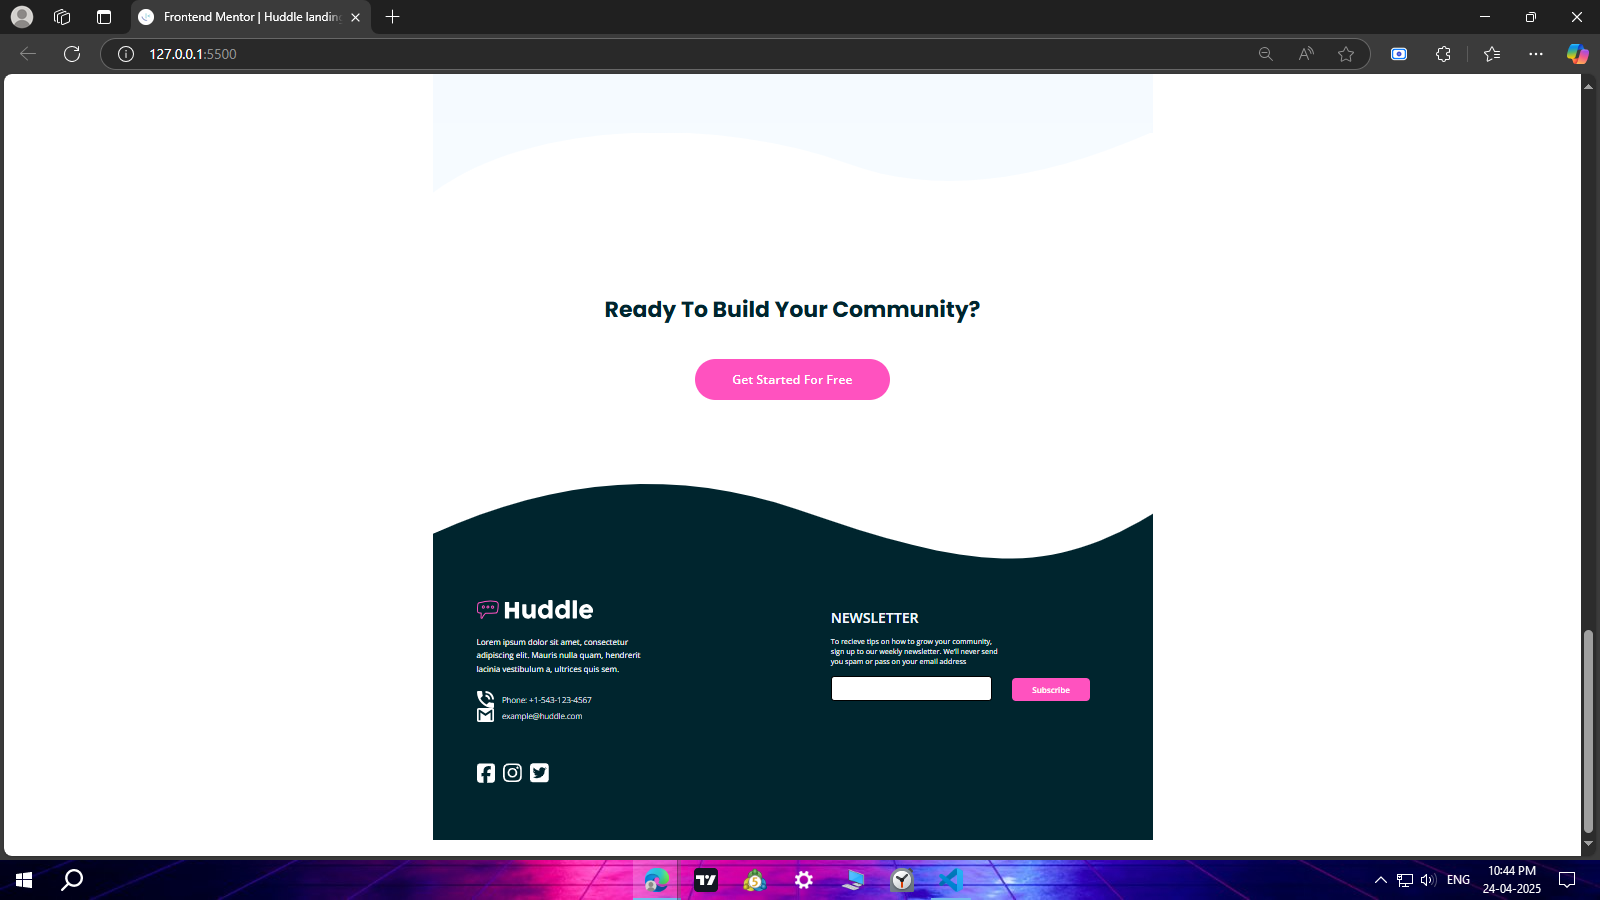 Frontend Mentor | Huddle landin
127.0.0.1:5500
Ready To Build Your Community?
Get Started For Free
Huddle
Lorem ipsum dolor sit amet, consectetur
adipiscing elit. Mauris nulla quam, hendrerit
lacinia vestibulum a, ultrices quis sem.
Phone: +1-543-123-4567
example@huddle.com
NEWSLETTER
To recieve tips on how to grow your community,
sign up to our weekly newsletter. We'll never send
you spam or pass on your email address
Subscribe
ENG
10:44 PM
24-04-2025